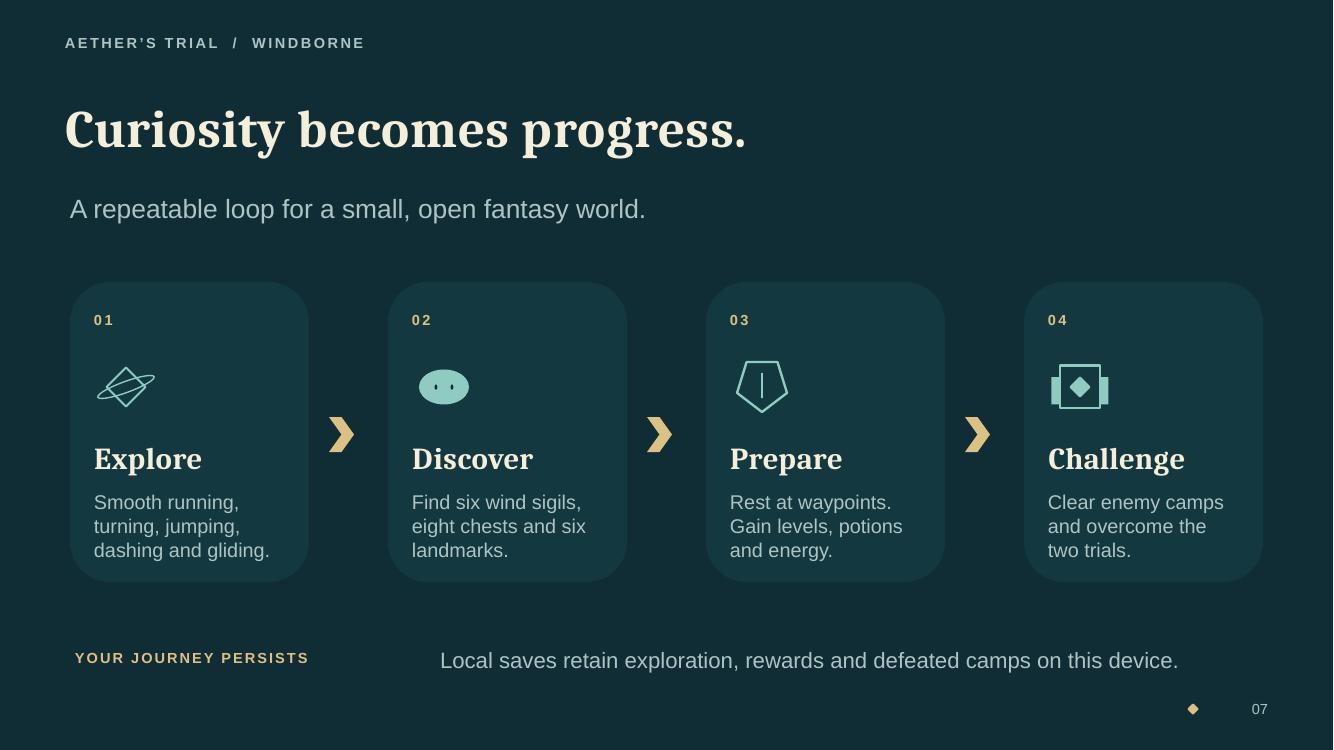 AETHER’S TRIAL / WINDBORNE
Curiosity becomes progress.
A repeatable loop for a small, open fantasy world.
01
Explore
Smooth running,
turning, jumping,
dashing and gliding.
02
Discover
Find six wind sigils,
eight chests and six
landmarks.
03
Prepare
Rest at waypoints.
Gain levels, potions
and energy.
04
Challenge
Clear enemy camps
and overcome the
two trials.
YOUR JOURNEY PERSISTS
Local saves retain exploration, rewards and defeated camps on this device.
07